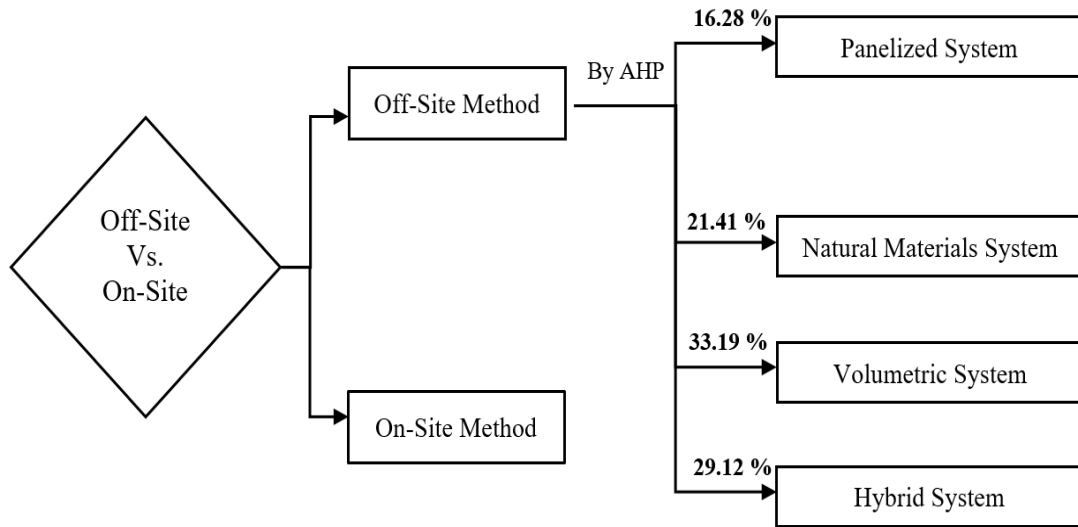 Off-Site
Vs.
On-Site
Off-Site Method
On-Site Method
By AHP
16.28 %
Panelized System
21.41 %
Natural Materials System
33.19 %
Volumetric System
29.12 %
Hybrid System